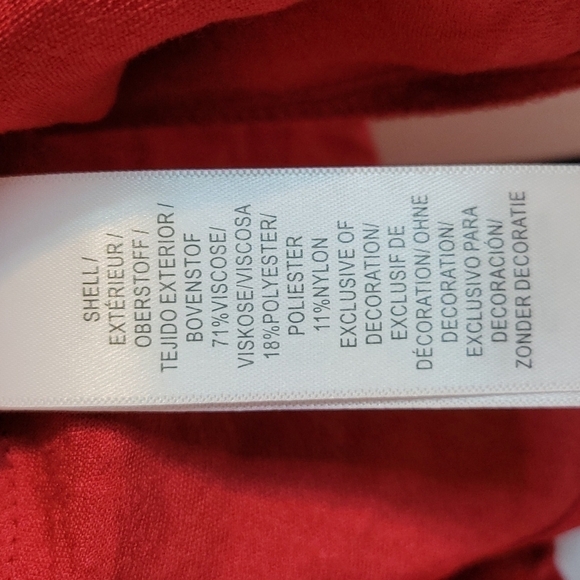 SHELL/
EXTÉRIEUR/
OBERSTOFF/
TEJIDO EXTERIOR/
BOVENSTOF
71%VISCOSE/
VISKOSE/VISCOSA
18%POLYESTER/
POLIESTER
11%NYLON
EXCLUSIVE OF
DECORATION/
EXCLUSIF DE
DÉCORATION/ OHNE
DECORATION/
EXCLUSIVO PARA
DECORACIÓN/
ZONDER DECORATIE